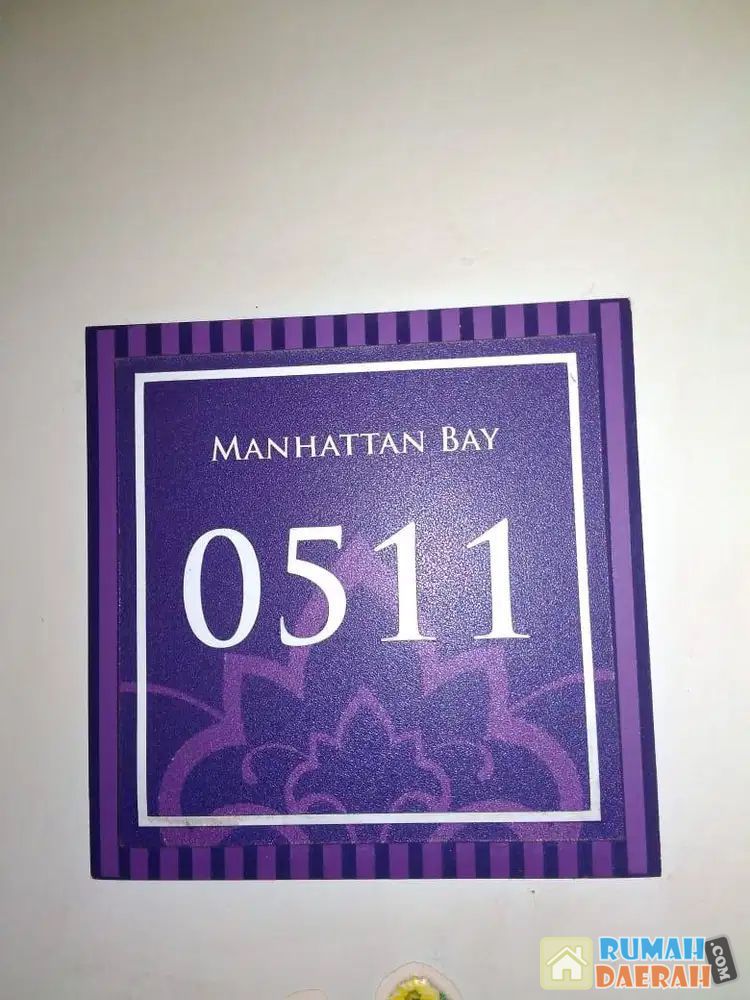 Manhattan Bay
0511
RUMAH
DAERAH
.COM